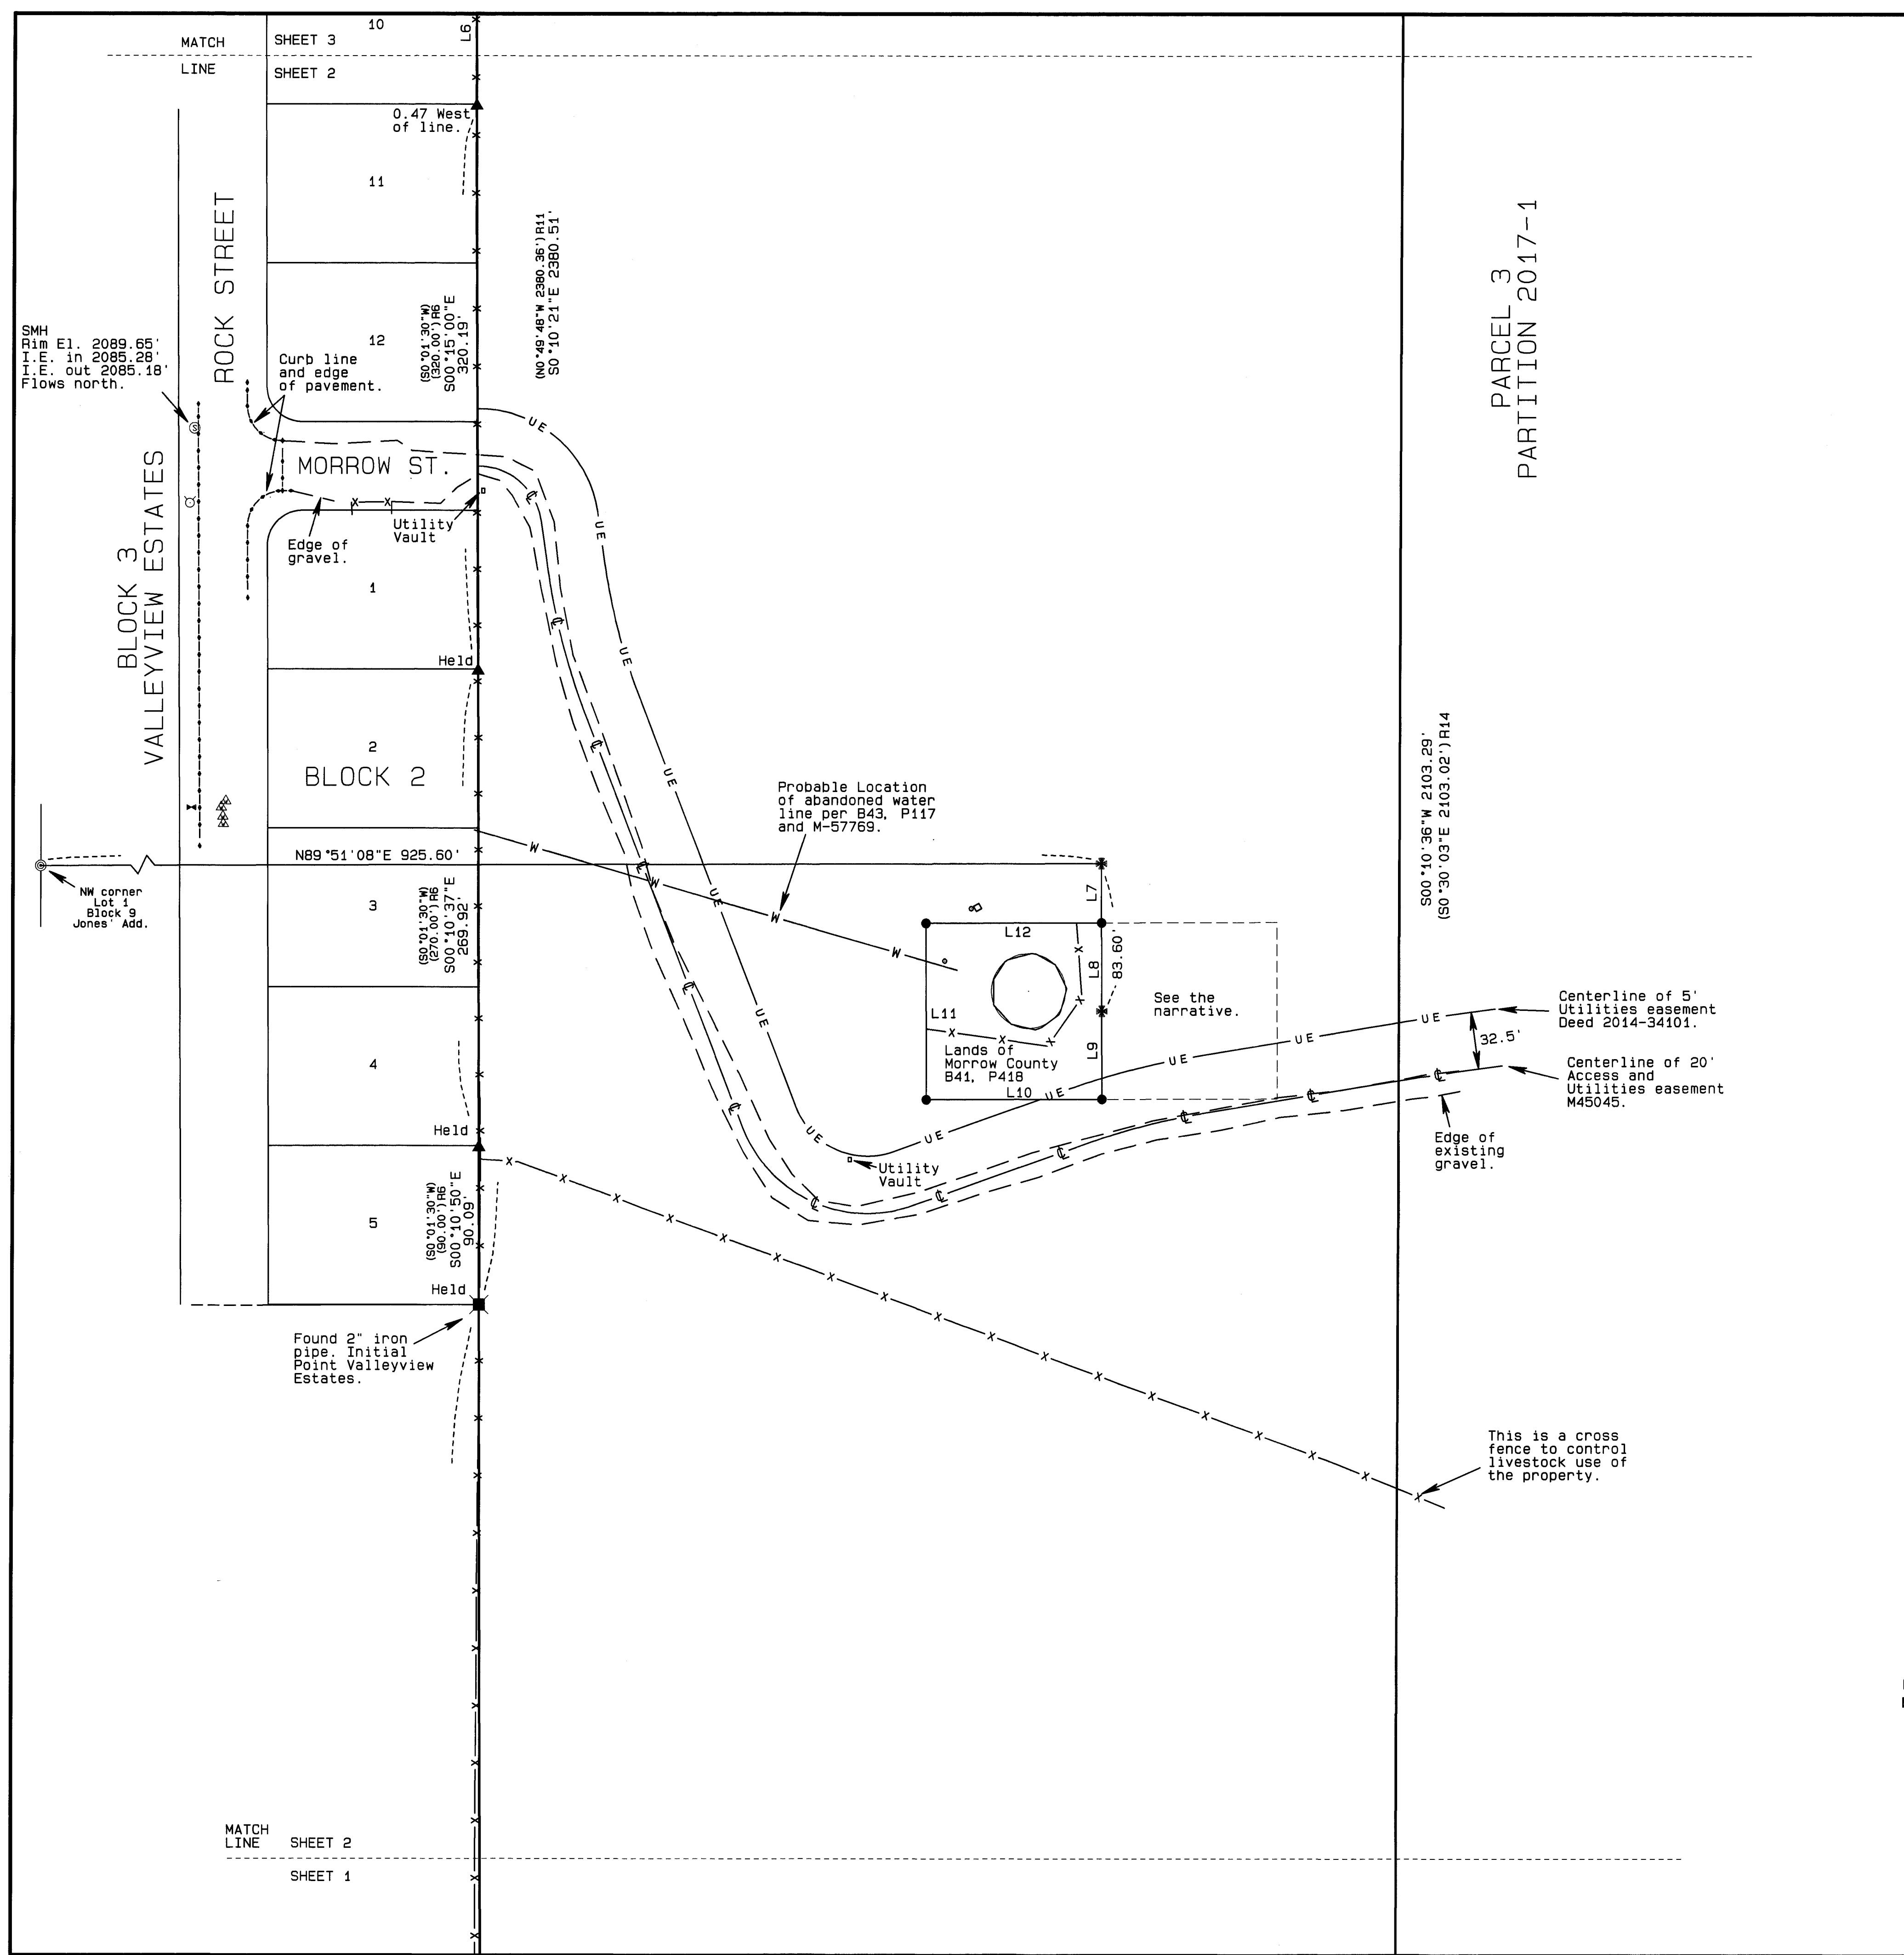 MATCH
LINE
SHEET 3
SHEET 2
10
L6
0.47 West
of line.
11
ROCK STREET
12
(S0°01'30"W)
(320.00')R6
S00°15'00"E
320.19'
(N0°49'48"W 2380.36')R11
S0°10'21"E 2380.51'
PARCEL 3
PARTITION 2017-1
SMH
Rim El. 2089.65'
I.E. in 2085.28'
I.E. out 2085.18'
Flows north.
Curb line
and edge
of pavement.
S
UE
MORROW ST.
X X
Utility
Vault
Edge of
gravel.
BLOCK 3
VALLEYVIEW ESTATES
1
Held
2
BLOCK 2
Probable Location
of abandoned water
line per B43, P117
and M-57769.
S00°10'36"W 2103.29'
(S0°30'03"E 2103.02')R14
N89°51'08"E 925.60'
NW corner
Lot 1
Block 9
Jones' Add.
3
(S0°01'30"W)
(270.00')R6
S00°10'37"E
269.92'
W W W W
L7
L12
L8
83.60'
L11
See the
narrative.
Lands of
Morrow County
B41, P418
L9
L10
UE UE UE UE
Centerline of 5'
Utilities easement
Deed 2014-34101.
32.5'
Centerline of 20'
Access and
Utilities easement
M45045.
Edge of
existing
gravel.
4
Held
Utility
Vault
5
(S0°01'30"W)
(90.00')R6
S00°10'50"E
90.09'
Held
Found 2" iron
pipe. Initial
Point Valleyview
Estates.
This is a cross
fence to control
livestock use of
the property.
MATCH
LINE SHEET 2
SHEET 1